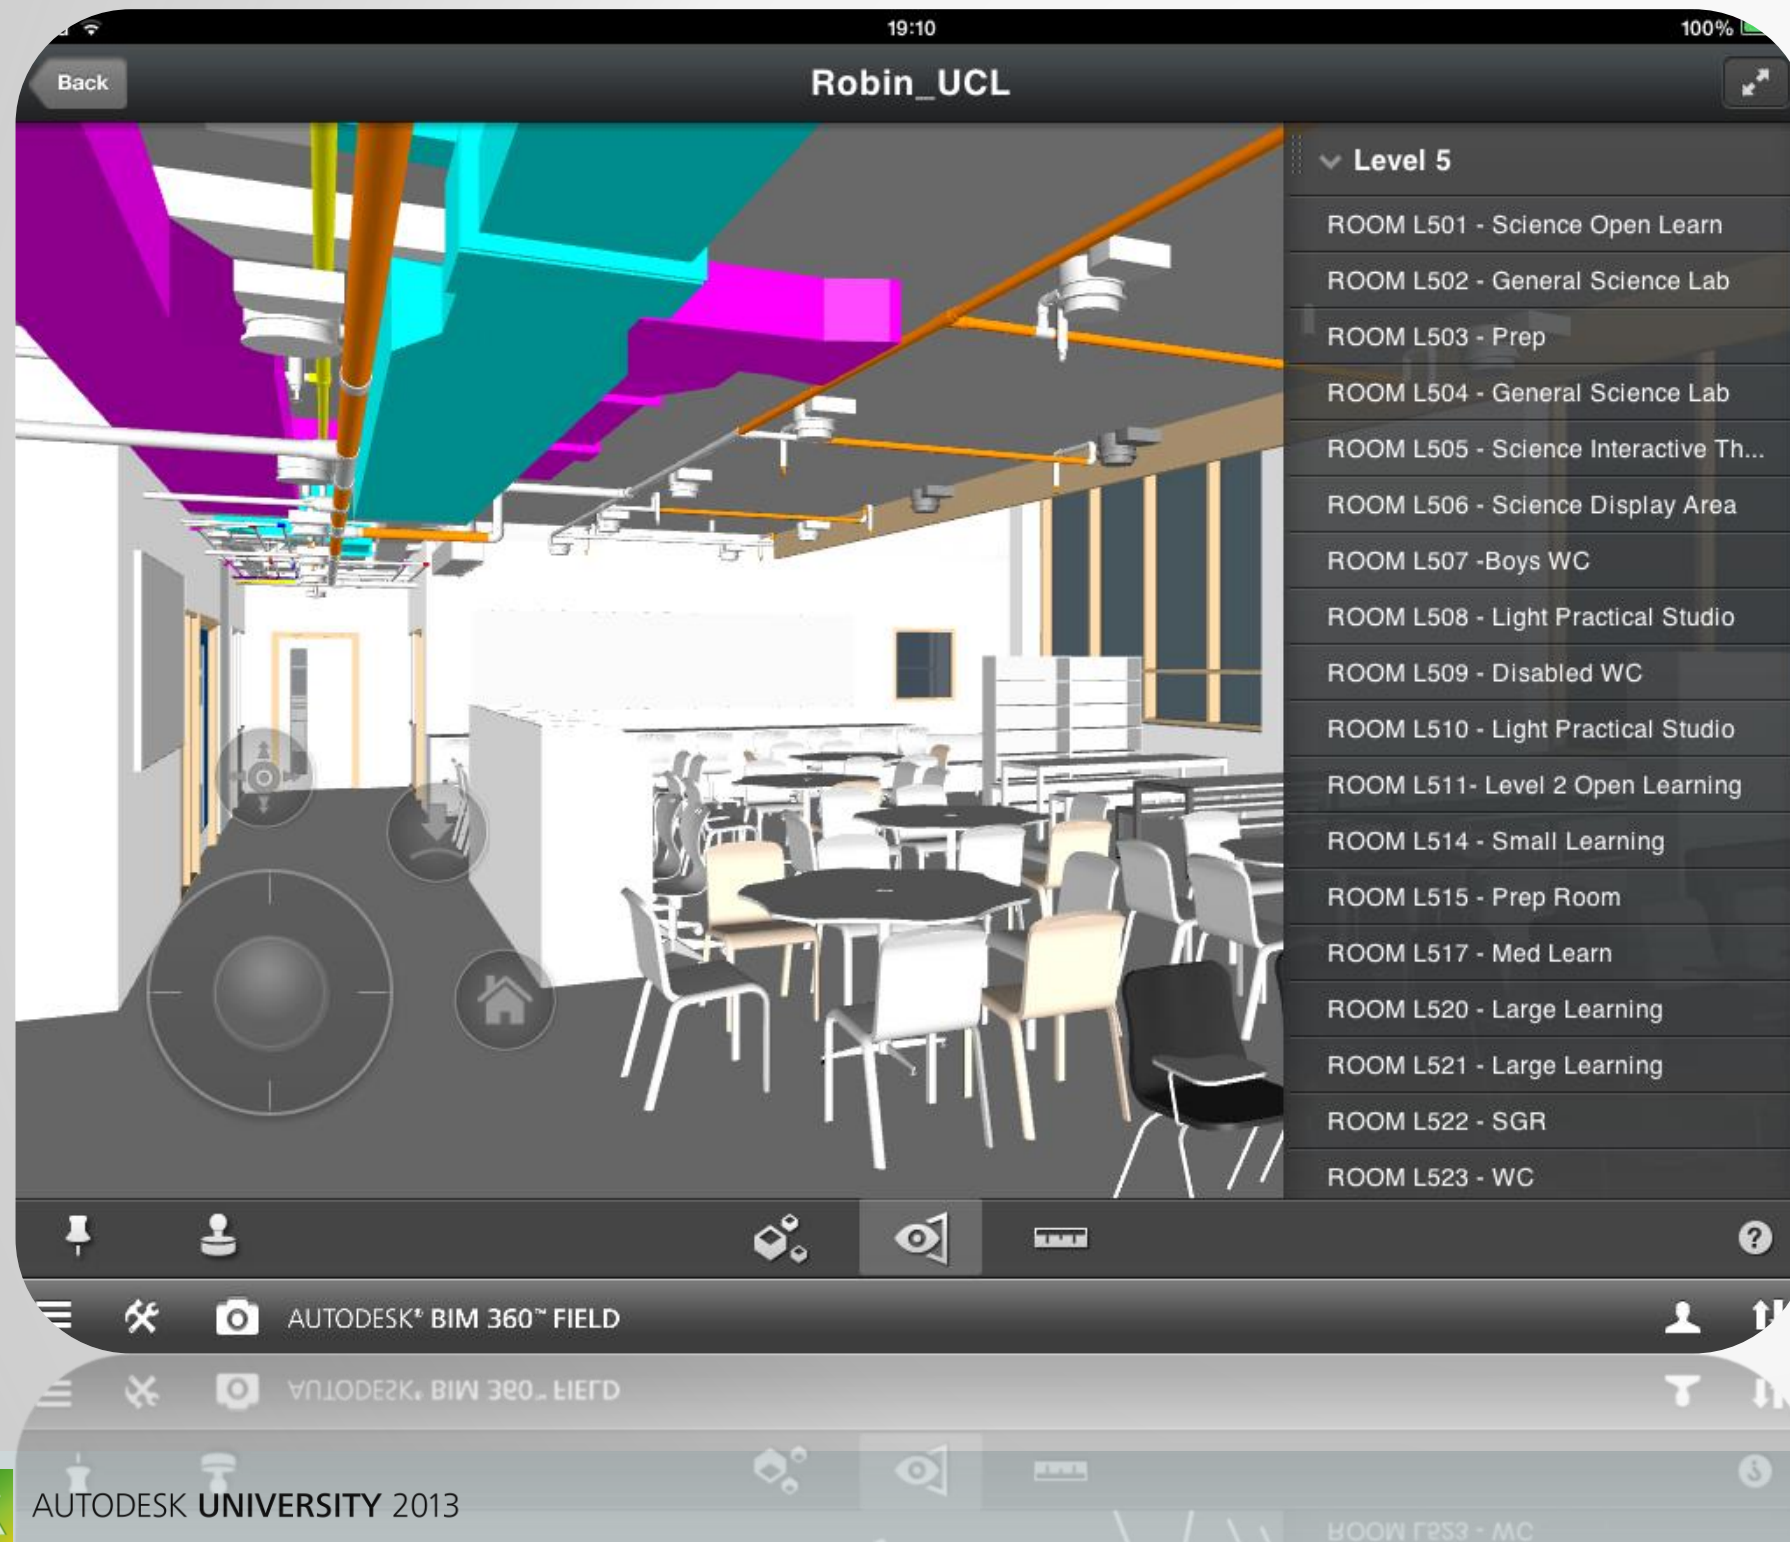 19:10
100%
Back
Robin_UCL
Level 5
ROOM L501 - Science Open Learn
ROOM L502 - General Science Lab
ROOM L503 - Prep
ROOM L504 - General Science Lab
ROOM L505 - Science Interactive Th...
ROOM L506 - Science Display Area
ROOM L507 -Boys WC
ROOM L508 - Light Practical Studio
ROOM L509 - Disabled WC
ROOM L510 - Light Practical Studio
ROOM L511- Level 2 Open Learning
ROOM L514 - Small Learning
ROOM L515 - Prep Room
ROOM L517 - Med Learn
ROOM L520 - Large Learning
ROOM L521 - Large Learning
ROOM L522 - SGR
ROOM L523 - WC
?
AUTODESK® BIM 360™ FIELD
AUTODESK UNIVERSITY 2013